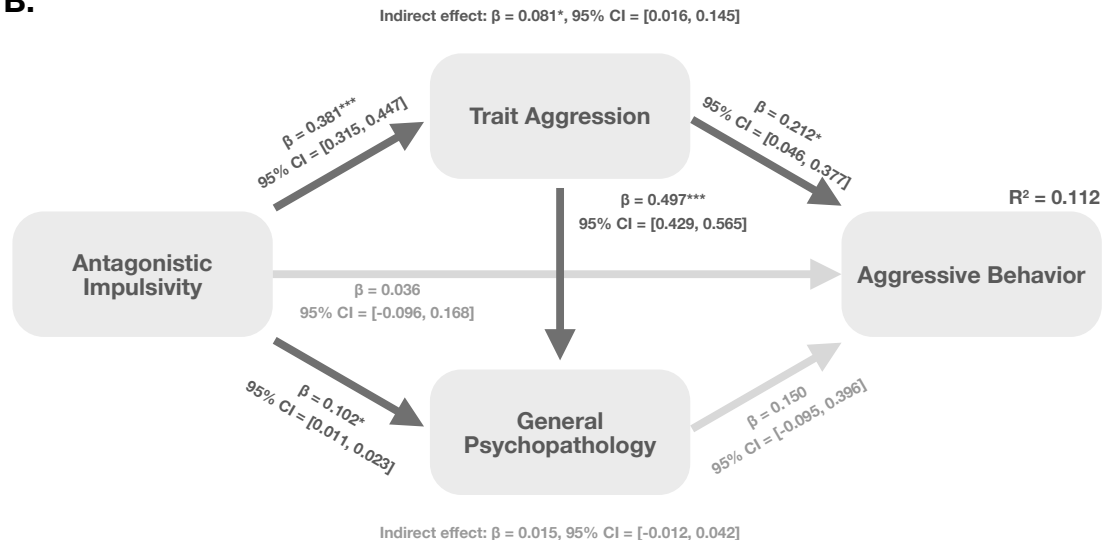 B.
Indirect effect: β = 0.081*, 95% CI = [0.016, 0.145]
β = 0.381***
95% CI = [0.315, 0.447]
Trait Aggression
β = 0.212*
95% CI = [0.046, 0.377]
β = 0.497***
95% CI = [0.429, 0.565]
R² = 0.112
Antagonistic
Impulsivity
Aggressive Behavior
β = 0.036
95% CI = [-0.096, 0.168]
β = 0.102*
95% CI = [0.011, 0.023]
General
Psychopathology
β = 0.150
95% CI = [-0.095, 0.396]
Indirect effect: β = 0.015, 95% CI = [-0.012, 0.042]